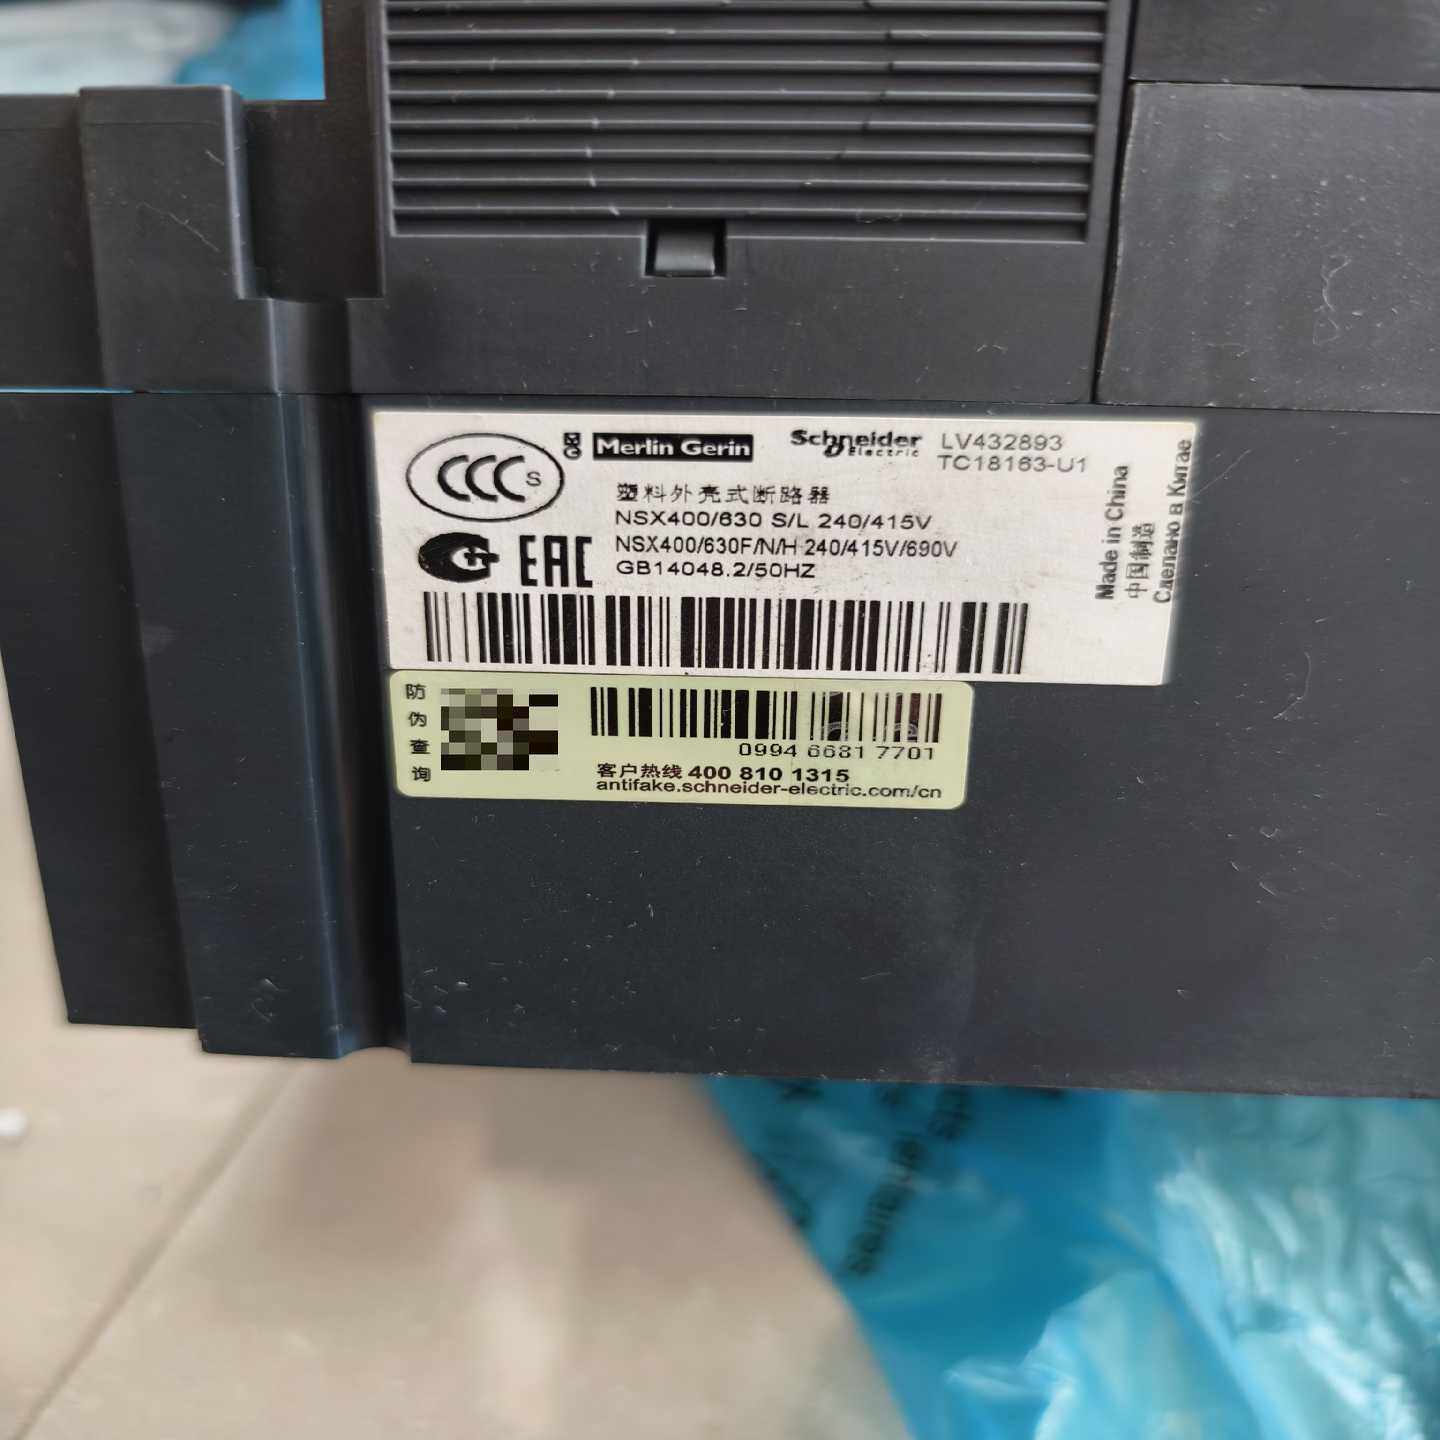 CCC S
Merlin Gerin
Schneider Electric
LV432893
TC18163-U1
塑料外壳式断路器
NSX400/630 S/L 240/415V
NSX400/630F/N/H 240/415V/690V
GB14048.2/50HZ
EAC
Made in China
中国制造
Сделано в Китае
防伪查询
0994 6681 7701
客户热线 400 810 1315
antifake.schneider-electric.com/cn